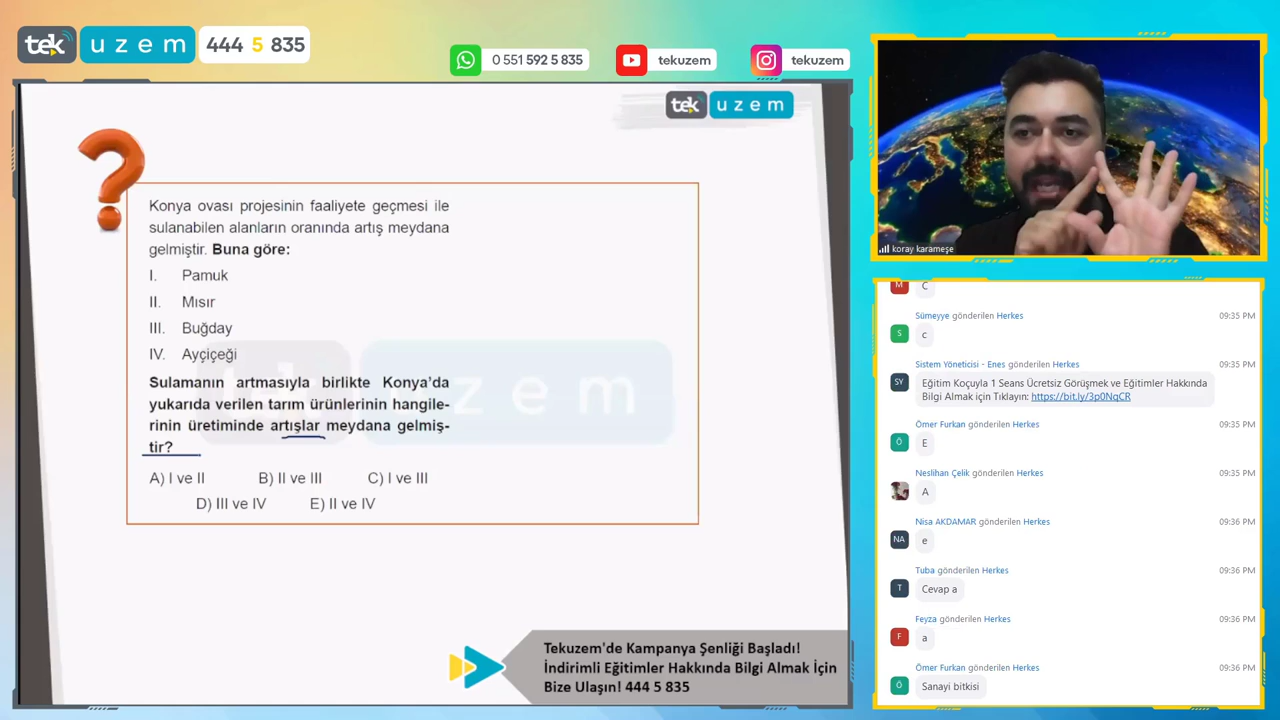 tek uzem 444 5 835
0 551 592 5 835
tekuzem
tekuzem
tek uzem
Konya ovası projesinin faaliyete geçmesi ile
sulanabilen alanların oranında artış meydana
gelmiştir. Buna göre:
I. Pamuk
II. Mısır
III. Buğday
IV. Ayçiçeği
Sulamanın artmasıyla birlikte Konya'da
yukarıda verilen tarım ürünlerinin hangile-
rinin üretiminde artışlar meydana gelmiş-
tir?
A) I ve II B) II ve III C) I ve III
D) III ve IV E) II ve IV
z e m
Tekuzem'de Kampanya Şenliği Başladı!
İndirimli Eğitimler Hakkında Bilgi Almak İçin
Bize Ulaşın! 444 5 835
koray karameşe
M C
Sümeyye gönderilen Herkes 09:35 PM
S c
Sistem Yöneticisi - Enes gönderilen Herkes 09:35 PM
SY Eğitim Koçuyla 1 Seans Ücretsiz Görüşmek ve Eğitimler Hakkında
Bilgi Almak için Tıklayın: https://bit.ly/3p0NqCR
Ömer Furkan gönderilen Herkes 09:35 PM
Ö E
Neslihan Çelik gönderilen Herkes 09:35 PM
A
Nisa AKDAMAR gönderilen Herkes 09:36 PM
NA e
Tuba gönderilen Herkes 09:36 PM
T Cevap a
Feyza gönderilen Herkes 09:36 PM
F a
Ömer Furkan gönderilen Herkes 09:36 PM
Ö Sanayi bitkisi